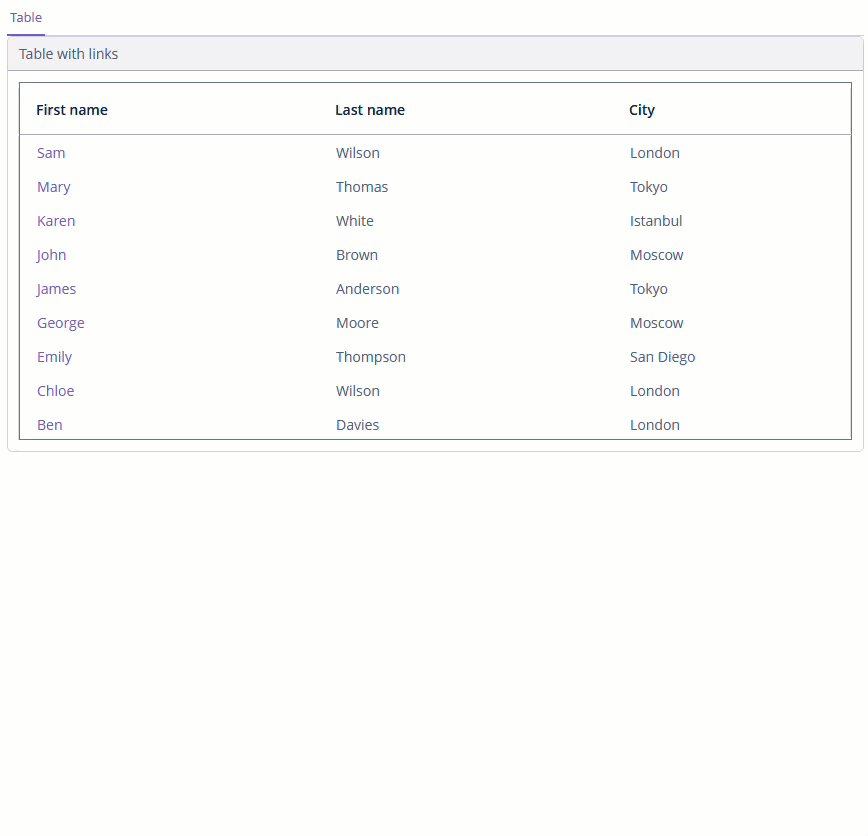 Table
Table with links
First name Last name City
Sam Wilson London
Mary Thomas Tokyo
Karen White Istanbul
John Brown Moscow
James Anderson Tokyo
George Moore Moscow
Emily Thompson San Diego
Chloe Wilson London
Ben Davies London